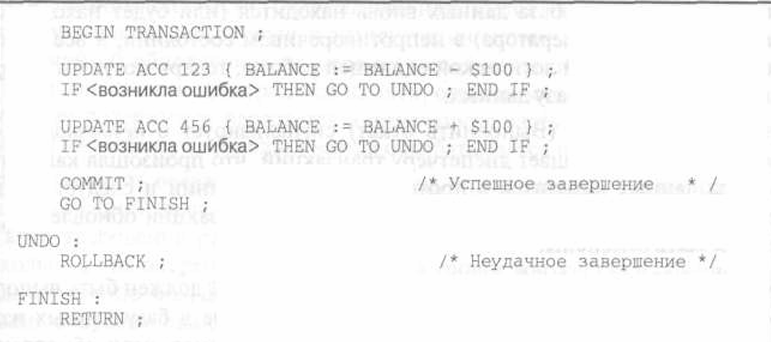 BEGIN TRANSACTION ;
UPDATE ACC 123 { BALANCE := BALANCE - $100 } ;
IF <возникла ошибка> THEN GO TO UNDO ; END IF ;
UPDATE ACC 456 { BALANCE := BALANCE + $100 } ;
IF <возникла ошибка> THEN GO TO UNDO ; END IF ;
COMMIT ; /* Успешное завершение * /
GO TO FINISH ;
UNDO :
ROLLBACK ; /* Неудачное завершение */
FINISH :
RETURN ;